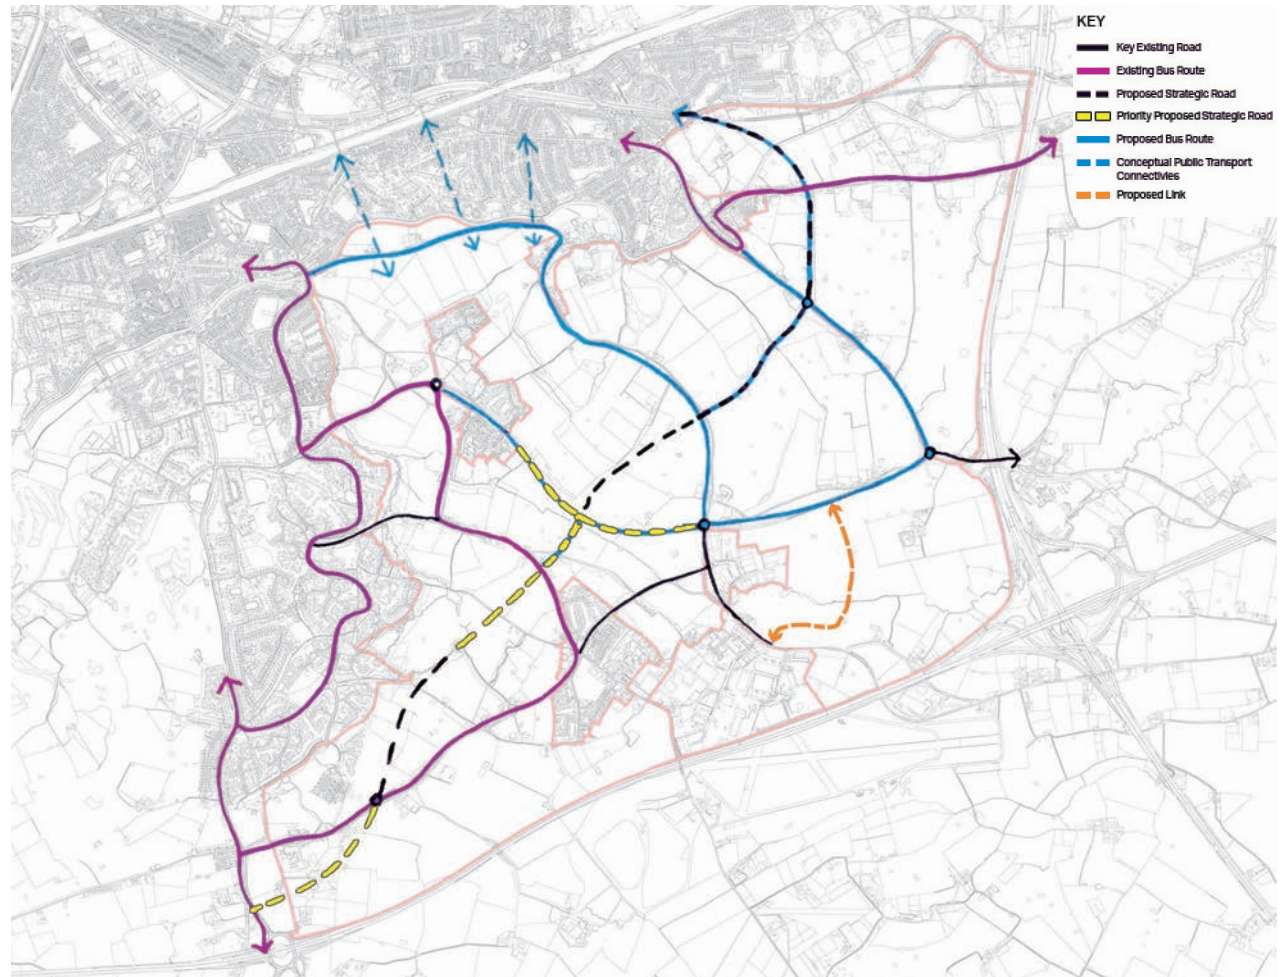 KEY
Key Existing Road
Existing Bus Route
Proposed Strategic Road
Priority Proposed Strategic Road
Proposed Bus Route
Conceptual Public Transport
Connectivies
Proposed Link